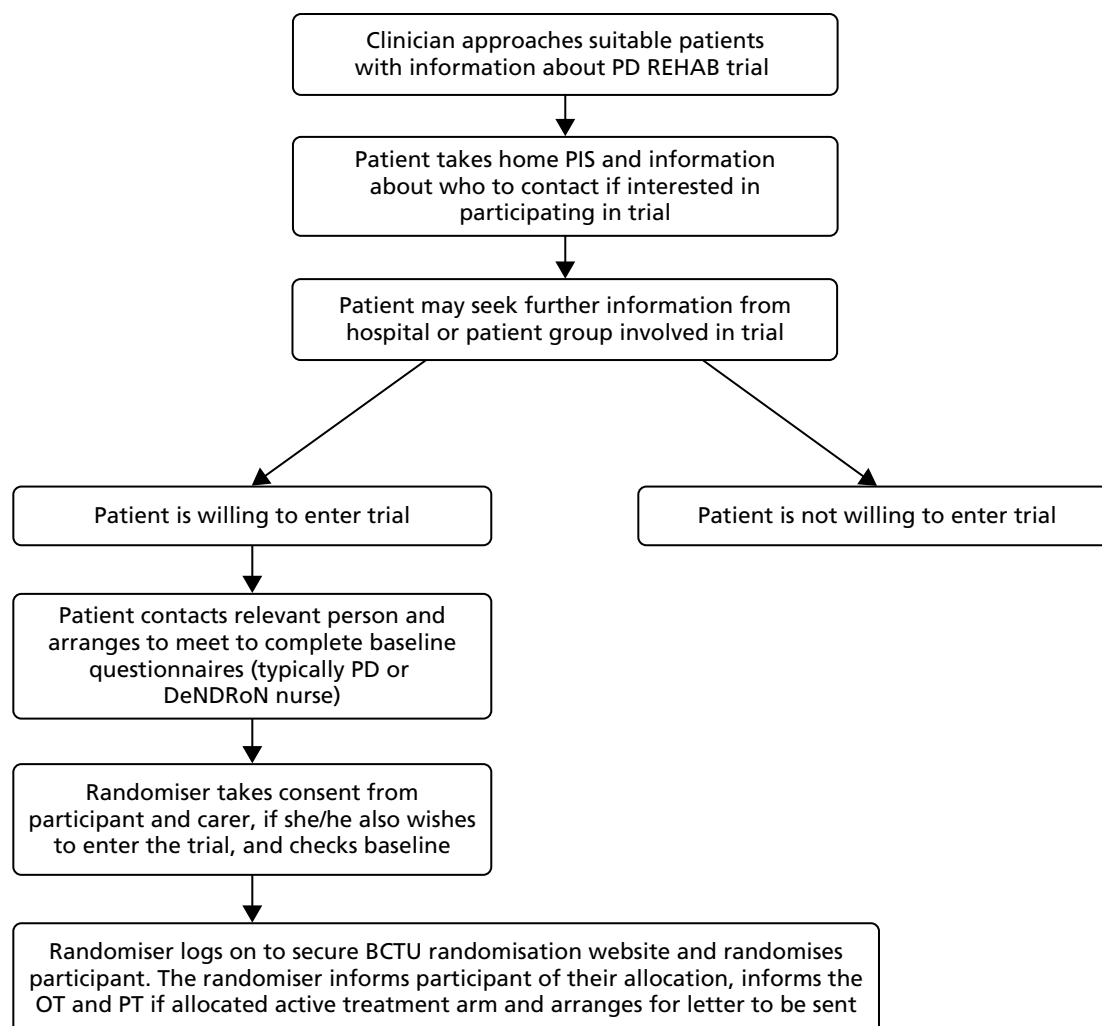 Clinician approaches suitable patients
with information about PD REHAB trial
Patient takes home PIS and information
about who to contact if interested in
participating in trial
Patient may seek further information from
hospital or patient group involved in trial
Patient is willing to enter trial
Patient is not willing to enter trial
Patient contacts relevant person and
arranges to meet to complete baseline
questionnaires (typically PD or
DeNDRoN nurse)
Randomiser takes consent from
participant and carer, if she/he also wishes
to enter the trial, and checks baseline
Randomiser logs on to secure BCTU randomisation website and randomises
participant. The randomiser informs participant of their allocation, informs the
OT and PT if allocated active treatment arm and arranges for letter to be sent